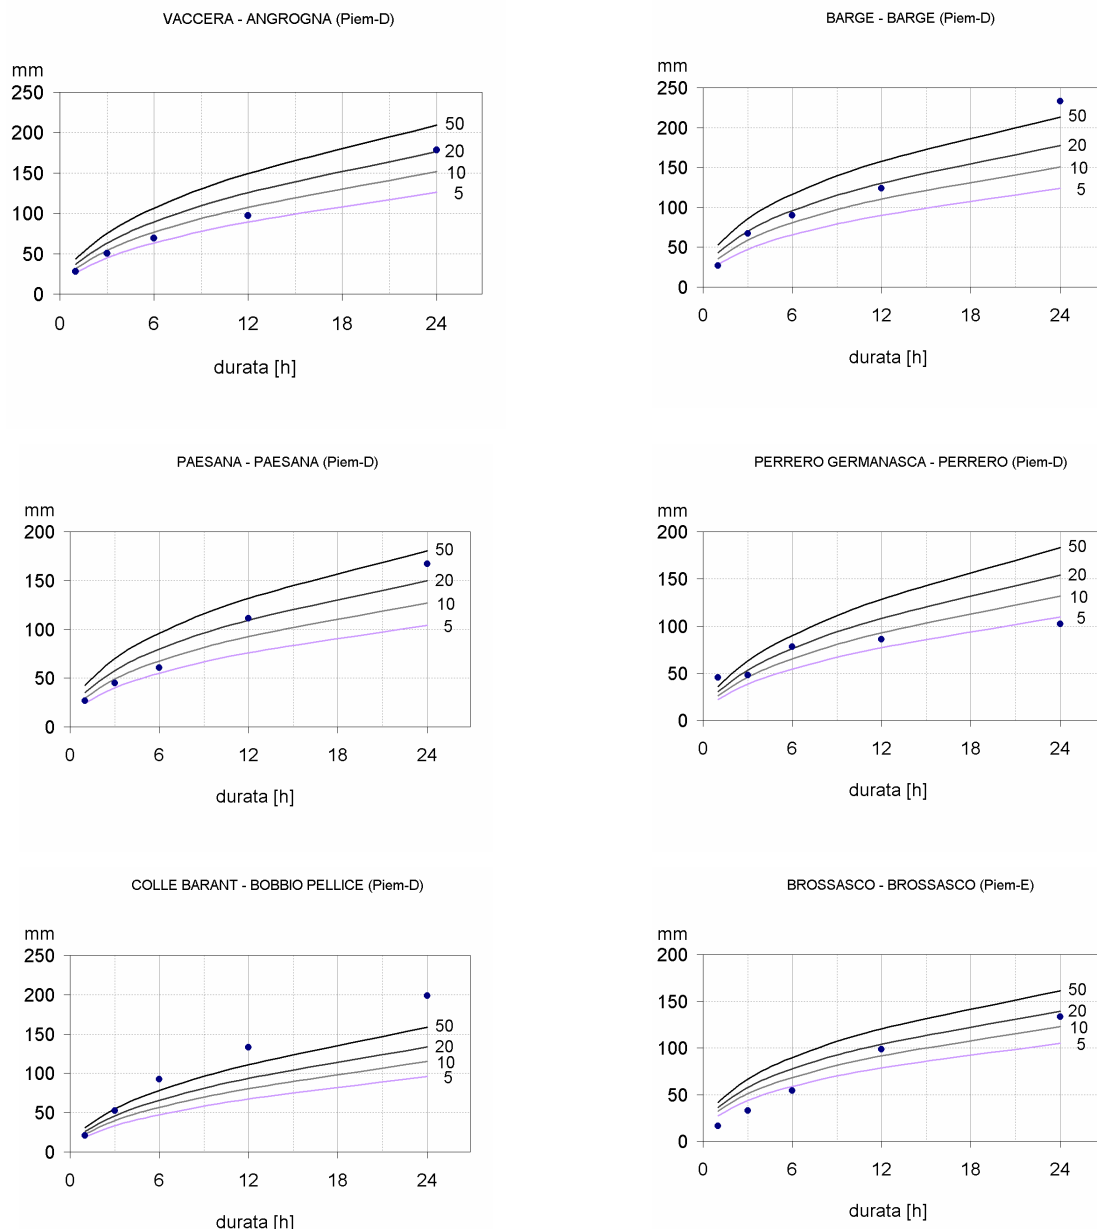 VACCERA - ANGROGNA (Piem-D)
mm
250
200
150
100
50
0
50
20
10
5
0 6 12 18 24
durata [h]
BARGE - BARGE (Piem-D)
mm
250
200
150
100
50
0
50
20
10
5
0 6 12 18 24
durata [h]
PAESANA - PAESANA (Piem-D)
mm
200
150
100
50
0
50
20
10
5
0 6 12 18 24
durata [h]
PERRERO GERMANASCA - PERRERO (Piem-D)
mm
200
150
100
50
0
50
20
10
5
0 6 12 18 24
durata [h]
COLLE BARANT - BOBBIO PELLICE (Piem-D)
mm
250
200
150
100
50
0
50
20
10
5
0 6 12 18 24
durata [h]
BROSSASCO - BROSSASCO (Piem-E)
mm
200
150
100
50
0
50
20
10
5
0 6 12 18 24
durata [h]